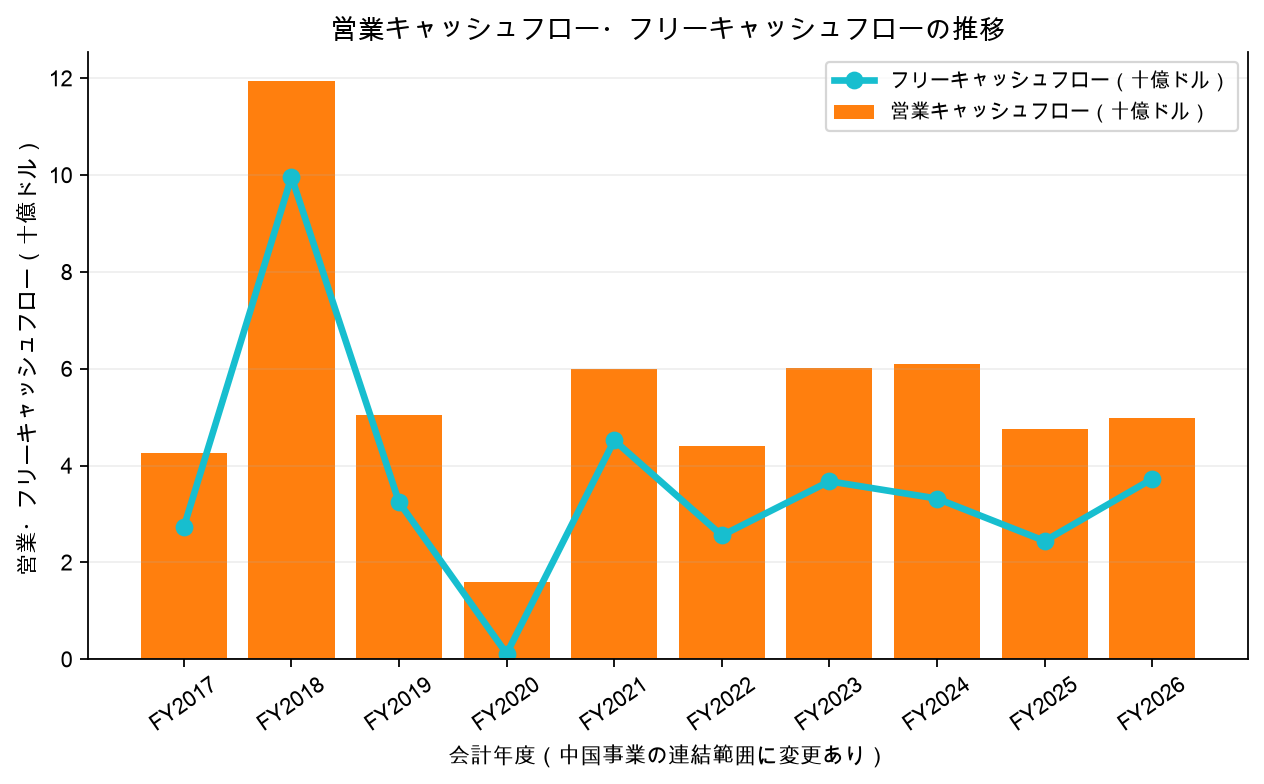 営業キャッシュフロー・フリーキャッシュフローの推移
フリーキャッシュフロー（十億ドル）
営業キャッシュフロー（十億ドル）
営業・フリーキャッシュフロー（十億ドル）
12
10
8
6
4
2
0
FY2017
FY2018
FY2019
FY2020
FY2021
FY2022
FY2023
FY2024
FY2025
FY2026
会計年度（中国事業の連結範囲に変更あり）